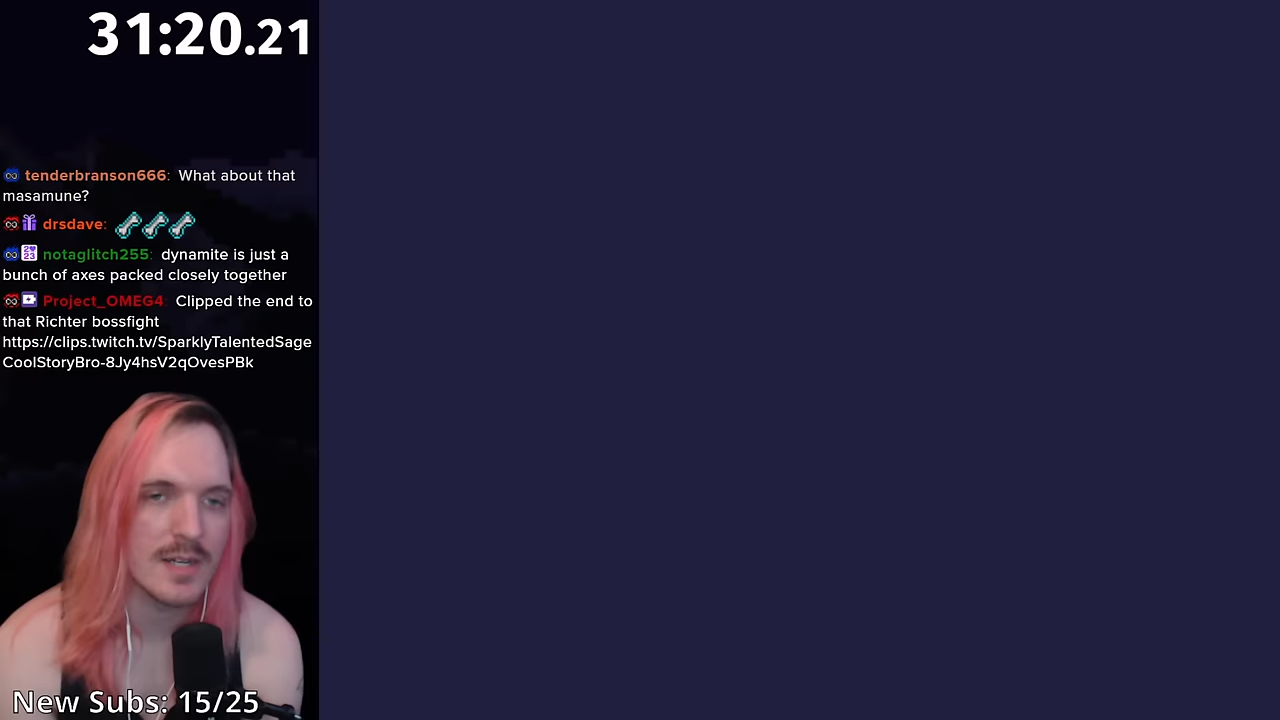 31:20.21
tenderbranson666: What about that
masamune?
drsdave:
notaglitch255: dynamite is just a
bunch of axes packed closely together
Project_OMEG4: Clipped the end to
that Richter bossfight
https://clips.twitch.tv/SparklyTalentedSage
CoolStoryBro-8Jy4hsV2qOvesPBk
New Subs: 15/25